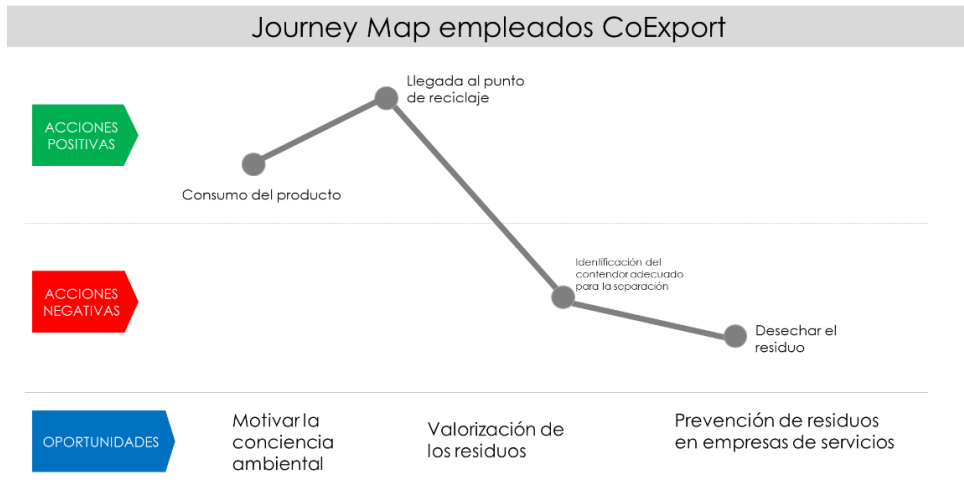 Journey Map empleados CoExport
Llegada al punto
de reciclaje
ACCIONES
POSITIVAS
Consumo del producto
Identificación del
contendor adecuado
para la separación
ACCIONES
NEGATIVAS
Desechar el
residuo
OPORTUNIDADES
Motivar la
conciencia
ambiental
Valorización de
los residuos
Prevención de residuos
en empresas de servicios